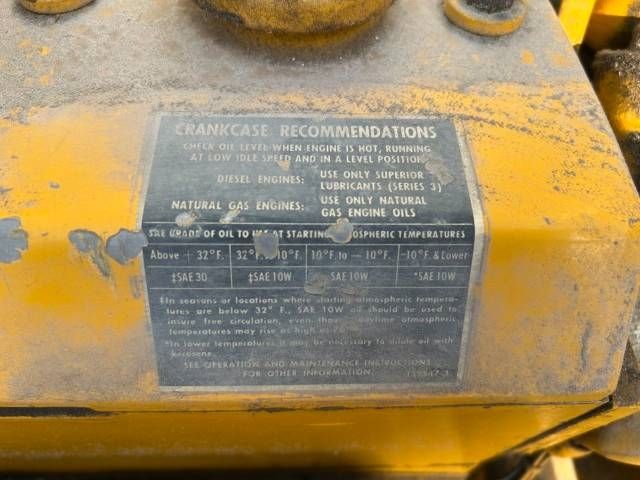 CRANKCASE RECOMMENDATIONS
CHECK OIL LEVEL WHEN ENGINE IS HOT, RUNNING
AT LOW IDLE SPEED AND IN A LEVEL POSITION
DIESEL ENGINES: USE ONLY SUPERIOR
LUBRICANTS (SERIES 3)
NATURAL GAS ENGINES: USE ONLY NATURAL
GAS ENGINE OILS
SAE GRADE OF OIL TO USE AT STARTING ATMOSPHERIC TEMPERATURES
Above + 32°F. 32°F. to 10°F. 10°F. to − 10°F. −10°F. & Lower
‡SAE 30 ‡SAE 10W SAE 10W *SAE 10W
‡In seasons or locations where starting atmospheric tempera-
tures are below 32° F., SAE 10W oil should be used to
insure free circulation, even though daytime atmospheric
temperatures may rise as high
*In lower temperatures it may be necessary to dilute oil with
kerosene.
SEE OPERATION AND MAINTENANCE INSTRUCTIONS
FOR OTHER INFORMATION.